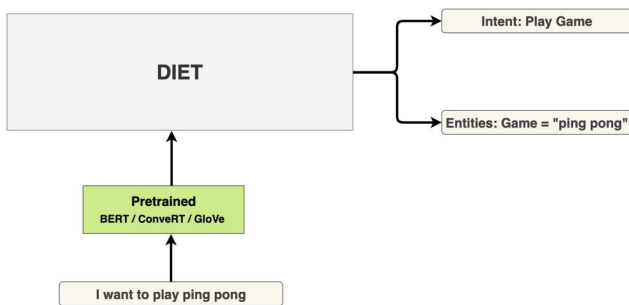 Intent: Play Game
DIET
Entities: Game = "ping pong"
Pretrained
BERT / ConveRT / GloVe
I want to play ping pong